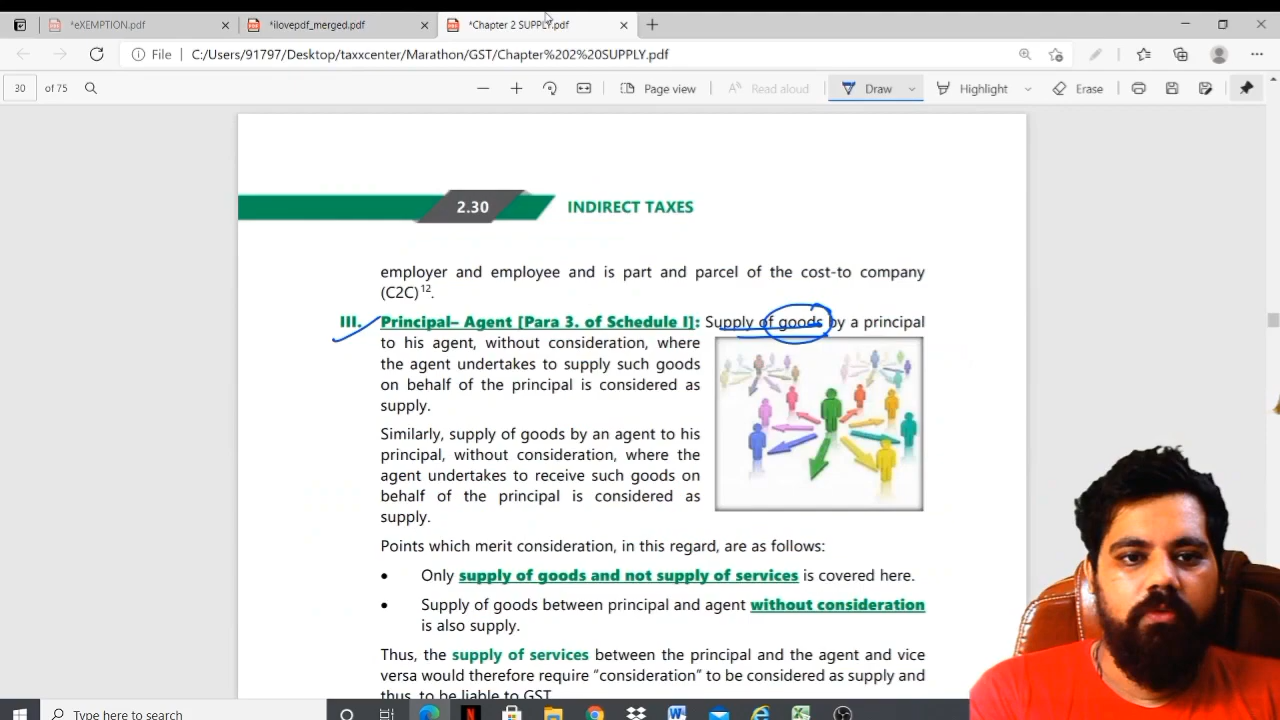 *eXEMPTION.pdf
*ilovepdf_merged.pdf
*Chapter 2 SUPPLY.pdf
File C:/Users/91797/Desktop/taxxcenter/Marathon/GST/Chapter%202%20SUPPLY.pdf
30 of 75
Page view
Read aloud
Draw
Highlight
Erase
2.30 INDIRECT TAXES
employer and employee and is part and parcel of the cost-to company
(C2C)12.
III. Principal– Agent [Para 3. of Schedule I]: Supply of goods by a principal
to his agent, without consideration, where
the agent undertakes to supply such goods
on behalf of the principal is considered as
supply.
Similarly, supply of goods by an agent to his
principal, without consideration, where the
agent undertakes to receive such goods on
behalf of the principal is considered as
supply.
Points which merit consideration, in this regard, are as follows:
• Only supply of goods and not supply of services is covered here.
• Supply of goods between principal and agent without consideration
is also supply.
Thus, the supply of services between the principal and the agent and vice
versa would therefore require “consideration” to be considered as supply and
thus, to be liable to GST.
Type here to search